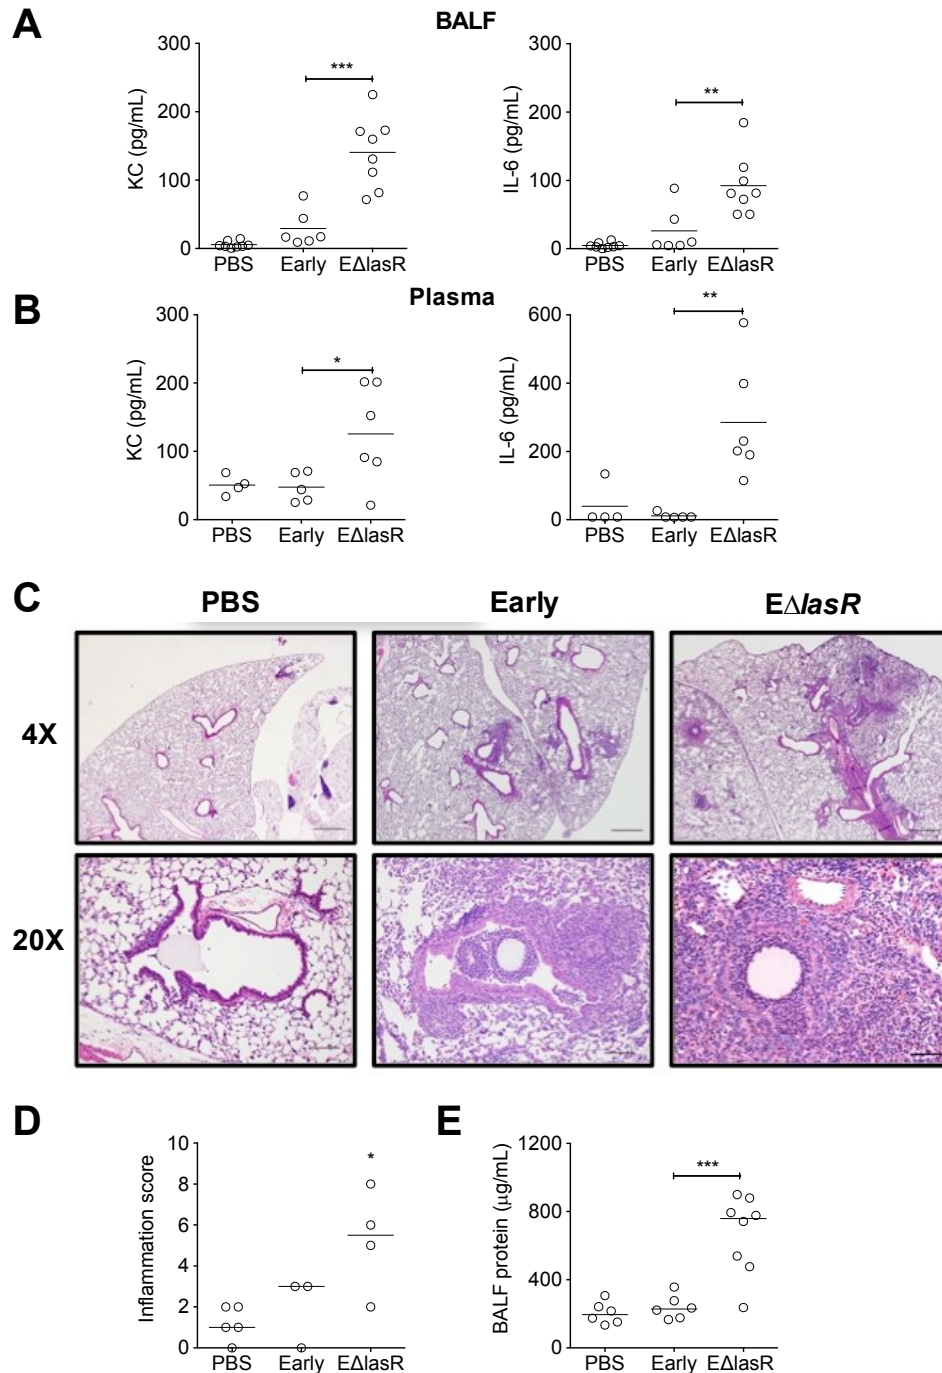 A
BALF
300
200
100
0
KC (pg/mL)
***
PBS Early EΔlasR
300
200
100
0
IL-6 (pg/mL)
**
PBS Early EΔlasR
B
Plasma
300
200
100
0
KC (pg/mL)
*
PBS Early EΔlasR
600
400
200
0
IL-6 (pg/mL)
**
PBS Early EΔlasR
C
PBS Early EΔlasR
4X
20X
D
10
8
6
4
2
0
Inflammation score
*
PBS Early EΔlasR
E
1200
800
400
0
BALF protein (µg/mL)
***
PBS Early EΔlasR